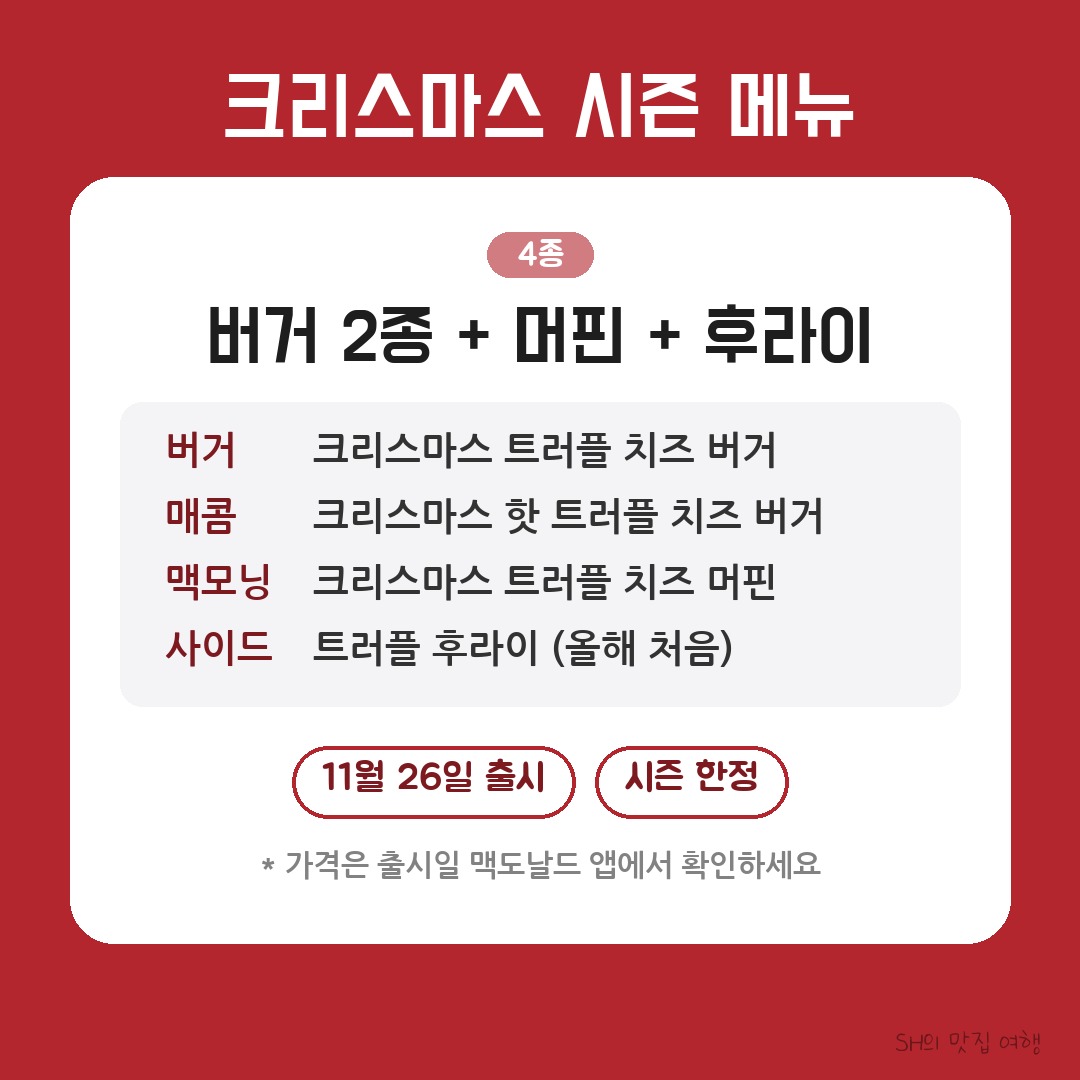 크리스마스 시즌 메뉴
4종
버거 2종 + 머핀 + 후라이
버거 크리스마스 트러플 치즈 버거
매콤 크리스마스 핫 트러플 치즈 버거
맥모닝 크리스마스 트러플 치즈 머핀
사이드 트러플 후라이 (올해 처음)
11월 26일 출시 시즌 한정
* 가격은 출시일 맥도날드 앱에서 확인하세요
SH의 맛집 여행